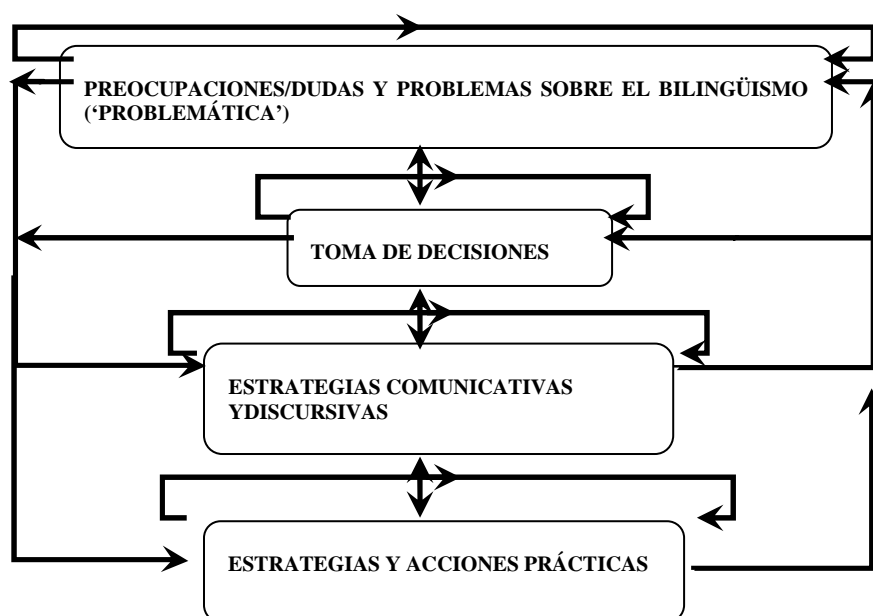 PREOCUPACIONES/DUDAS Y PROBLEMAS SOBRE EL BILINGÜISMO
(‘PROBLEMÁTICA’)
TOMA DE DECISIONES
ESTRATEGIAS COMUNICATIVAS
YDISCURSIVAS
ESTRATEGIAS Y ACCIONES PRÁCTICAS